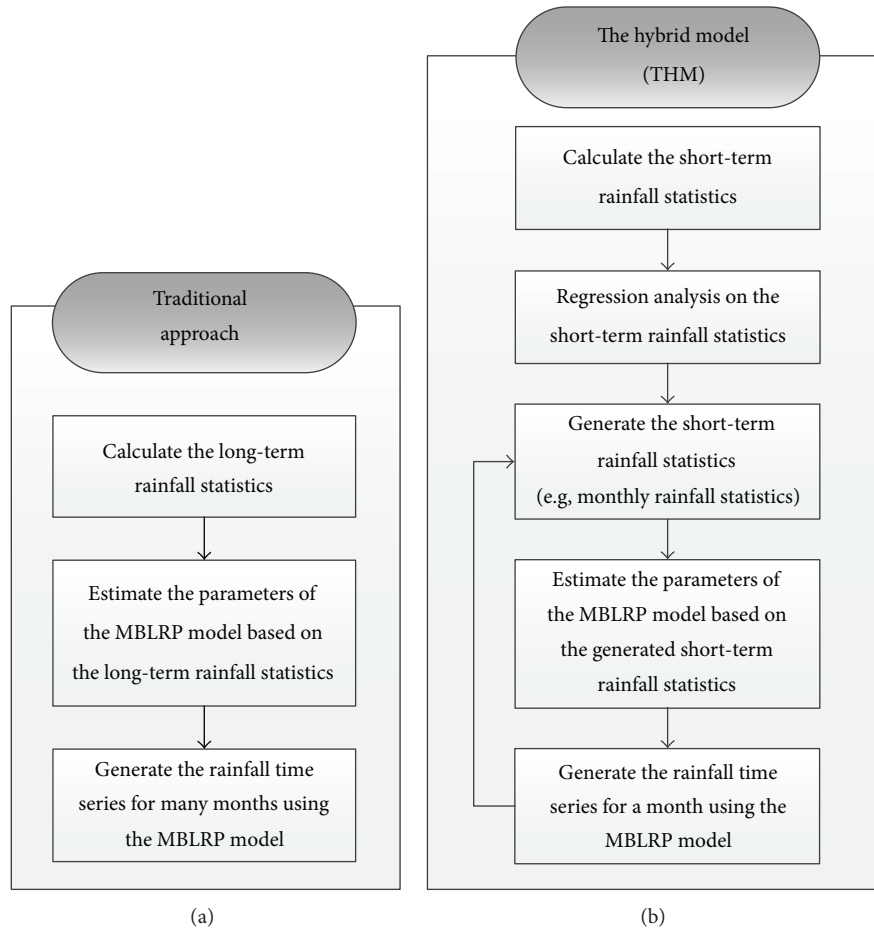 Traditional
approach
Calculate the long-term
rainfall statistics
Estimate the parameters of
the MBLRP model based on
the long-term rainfall statistics
Generate the rainfall time
series for many months using
the MBLRP model
(a)
The hybrid model
(THM)
Calculate the short-term
rainfall statistics
Regression analysis on the
short-term rainfall statistics
Generate the short-term
rainfall statistics
(e.g, monthly rainfall statistics)
Estimate the parameters of
the MBLRP model based on
the generated short-term
rainfall statistics
Generate the rainfall time
series for a month using the
MBLRP model
(b)